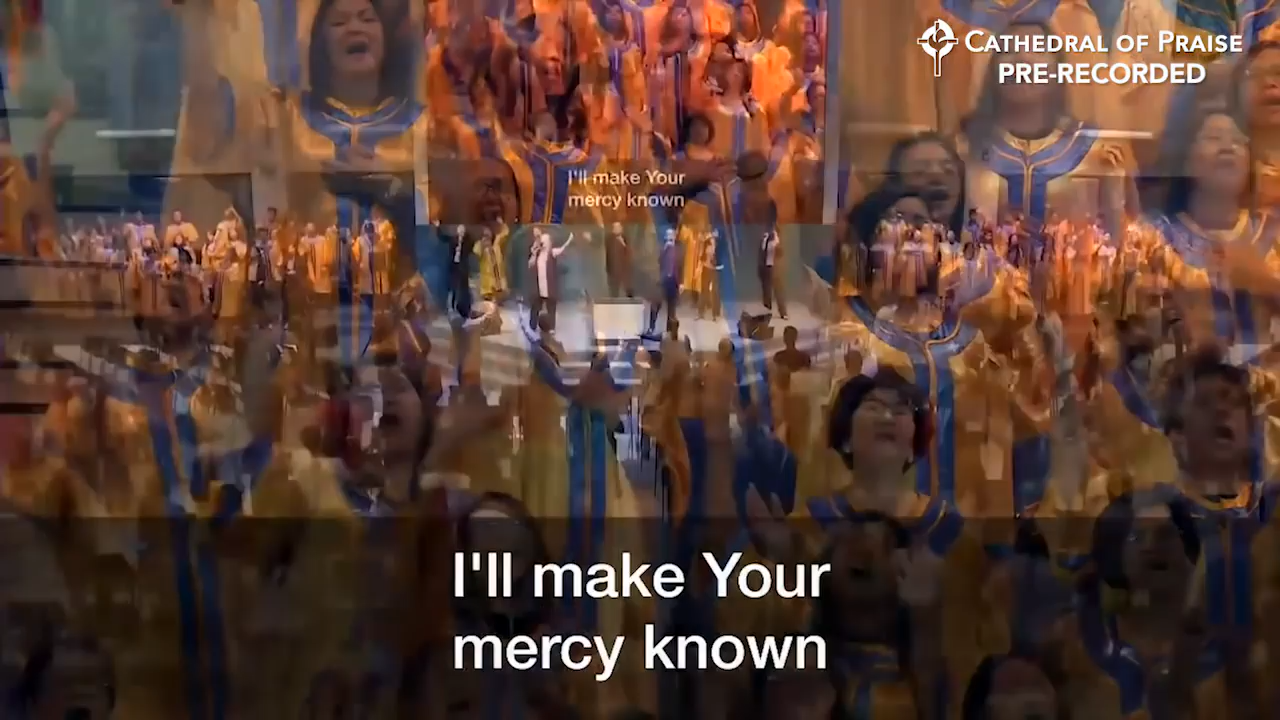 CATHEDRAL OF PRAISE
PRE-RECORDED
I'll make Your
mercy known
I'll make Your
mercy known